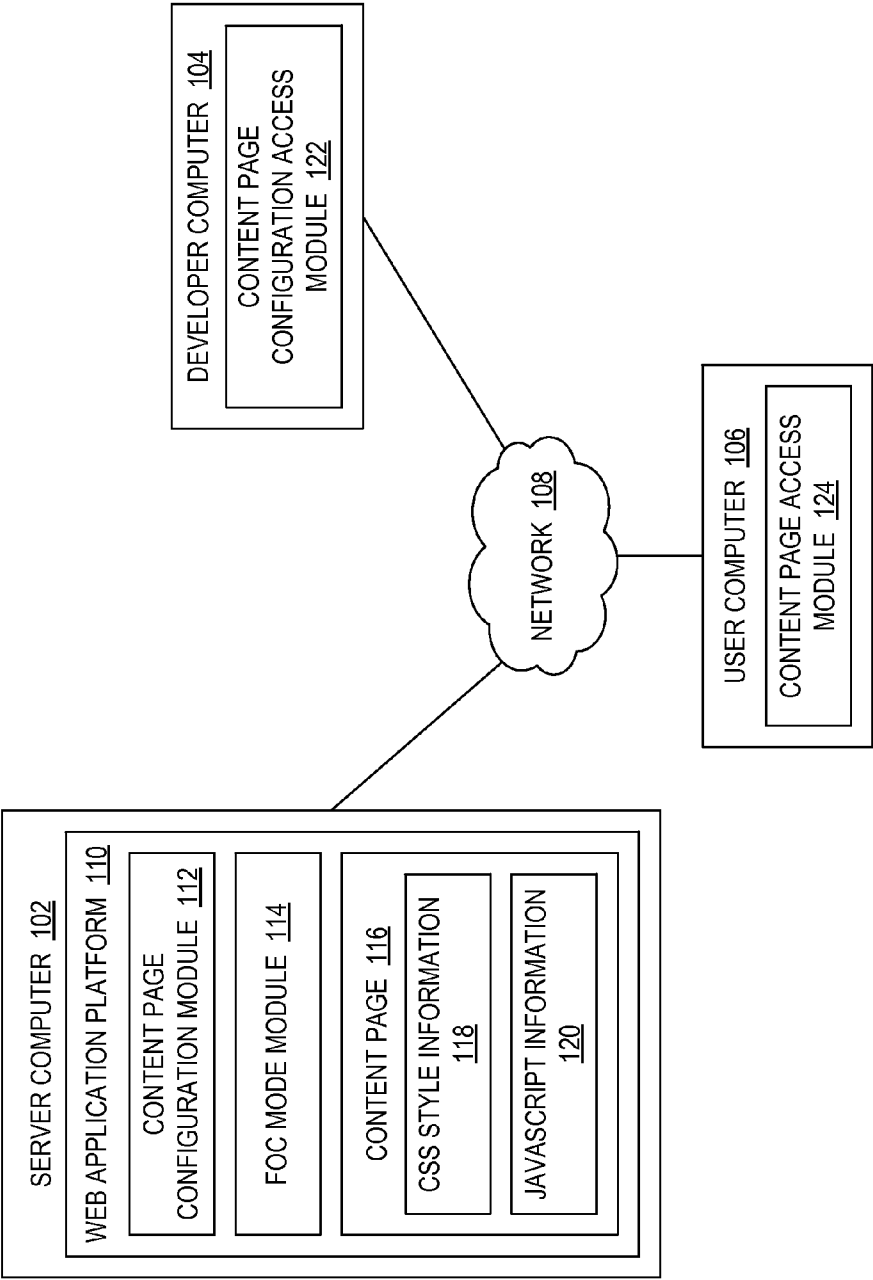 SERVER COMPUTER 102
WEB APPLICATION PLATFORM 110
CONTENT PAGE
CONFIGURATION MODULE 112
FOC MODE MODULE 114
CONTENT PAGE 116
CSS STYLE INFORMATION
118
JAVASCRIPT INFORMATION
120
NETWORK 108
DEVELOPER COMPUTER 104
CONTENT PAGE
CONFIGURATION ACCESS
MODULE 122
USER COMPUTER 106
CONTENT PAGE ACCESS
MODULE 124